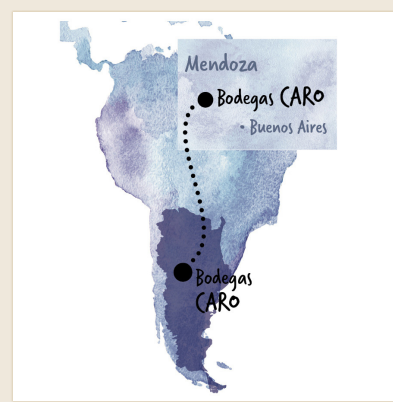 Mendoza
Bodegas CARO
• Buenos Aires
Bodegas
CARO